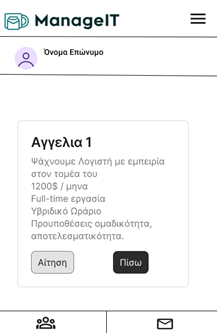 ManageIT
Όνομα Επώνυμο
Αγγελια 1
Ψάχνουμε Λογιστή με εμπειρία
στον τομέα του
1200$ / μηνα
Full-time εργασία
Υβριδικό Ωράριο
Προυποθέσεις ομαδικότητα,
αποτελεσματικότητα.
Αίτηση
Πίσω